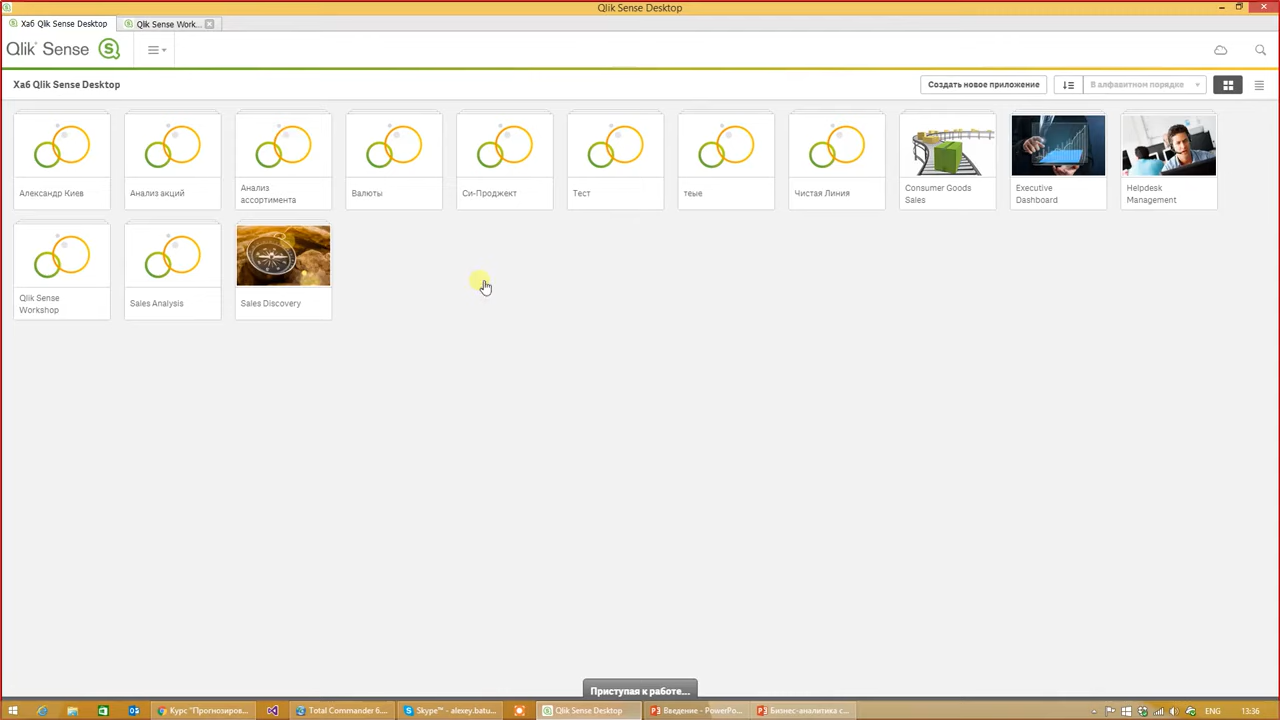 Qlik Sense Desktop
Хаб Qlik Sense Desktop
Qlik Sense Work...
Qlik Sense
Хаб Qlik Sense Desktop
Создать новое приложение
В алфавитном порядке
Александр Киев
Анализ акций
Анализ ассортимента
Валюты
Си-Проджект
Тест
теые
Чистая Линия
Consumer Goods Sales
Executive Dashboard
Helpdesk Management
Qlik Sense Workshop
Sales Analysis
Sales Discovery
Приступая к работе...
Курс "Прогнозиров...
Total Commander 6....
Skype™ - alexey.batu...
Qlik Sense Desktop
Введение - PowerPo...
Бизнес-аналитика с...
ENG
13:36